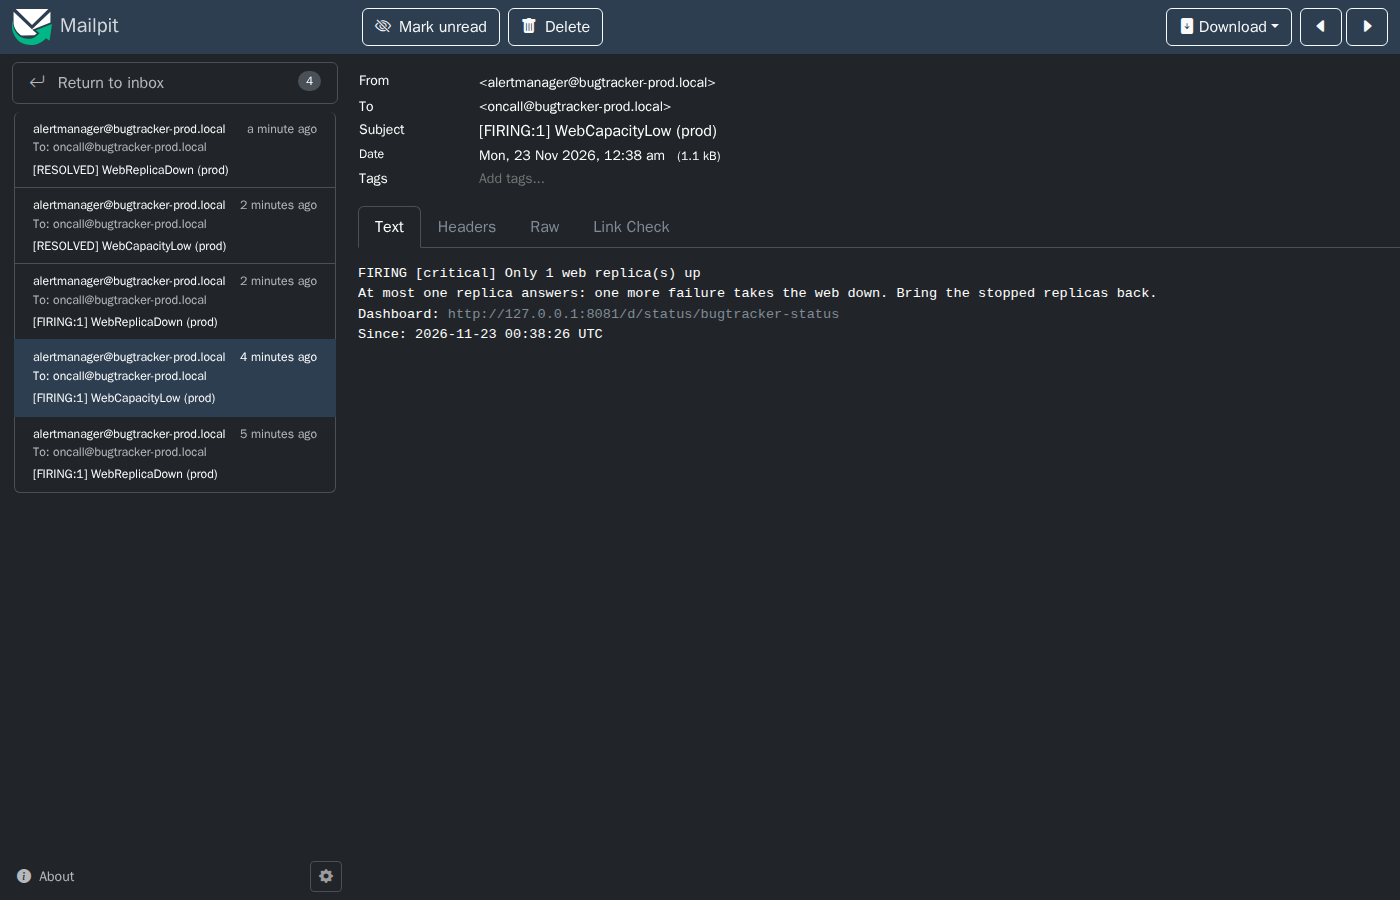 Mailpit
Mark unread
Delete
Download
Return to inbox
4
alertmanager@bugtracker-prod.local a minute ago
To: oncall@bugtracker-prod.local
[RESOLVED] WebReplicaDown (prod)
alertmanager@bugtracker-prod.local 2 minutes ago
To: oncall@bugtracker-prod.local
[RESOLVED] WebCapacityLow (prod)
alertmanager@bugtracker-prod.local 2 minutes ago
To: oncall@bugtracker-prod.local
[FIRING:1] WebReplicaDown (prod)
alertmanager@bugtracker-prod.local 4 minutes ago
To: oncall@bugtracker-prod.local
[FIRING:1] WebCapacityLow (prod)
alertmanager@bugtracker-prod.local 5 minutes ago
To: oncall@bugtracker-prod.local
[FIRING:1] WebReplicaDown (prod)
About
From <alertmanager@bugtracker-prod.local>
To <oncall@bugtracker-prod.local>
Subject [FIRING:1] WebCapacityLow (prod)
Date Mon, 23 Nov 2026, 12:38 am (1.1 kB)
Tags Add tags...
Text Headers Raw Link Check
FIRING [critical] Only 1 web replica(s) up
At most one replica answers: one more failure takes the web down. Bring the stopped replicas back.
Dashboard: http://127.0.0.1:8081/d/status/bugtracker-status
Since: 2026-11-23 00:38:26 UTC